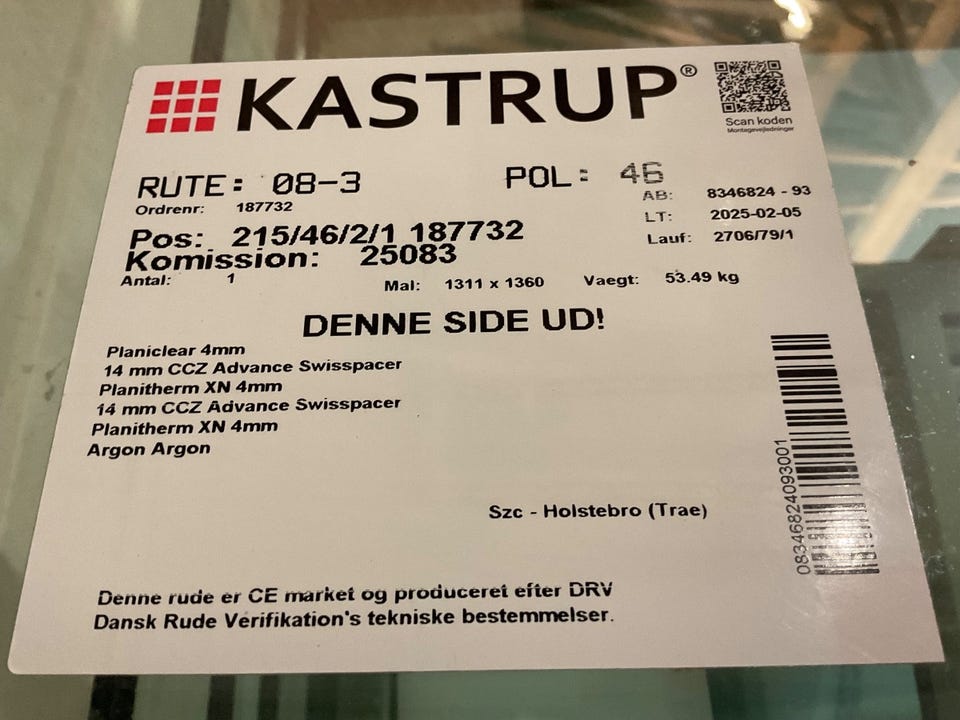 KASTRUP®
Scan koden
Montagevejledninger
RUTE: 08-3 POL: 46
Ordrenr: 187732
AB: 8346824 - 93
LT: 2025-02-05
Lauf: 2706/79/1
Pos: 215/46/2/1 187732
Komission: 25083
Antal: 1 Mal: 1311 x 1360 Vaegt: 53.49 kg
DENNE SIDE UD!
Planiclear 4mm
14 mm CCZ Advance Swisspacer
Planitherm XN 4mm
14 mm CCZ Advance Swisspacer
Planitherm XN 4mm
Argon Argon
08346824093001
Szc - Holstebro (Trae)
Denne rude er CE market og produceret efter DRV
Dansk Rude Verifikation's tekniske bestemmelser.